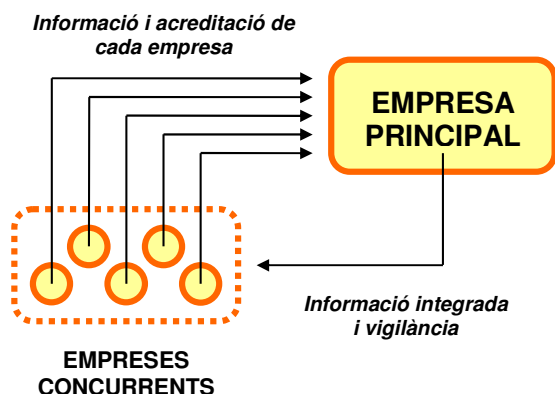 Informació i acreditació de
cada empresa
EMPRESA
PRINCIPAL
Informació integrada
i vigilància
EMPRESES
CONCURRENTS